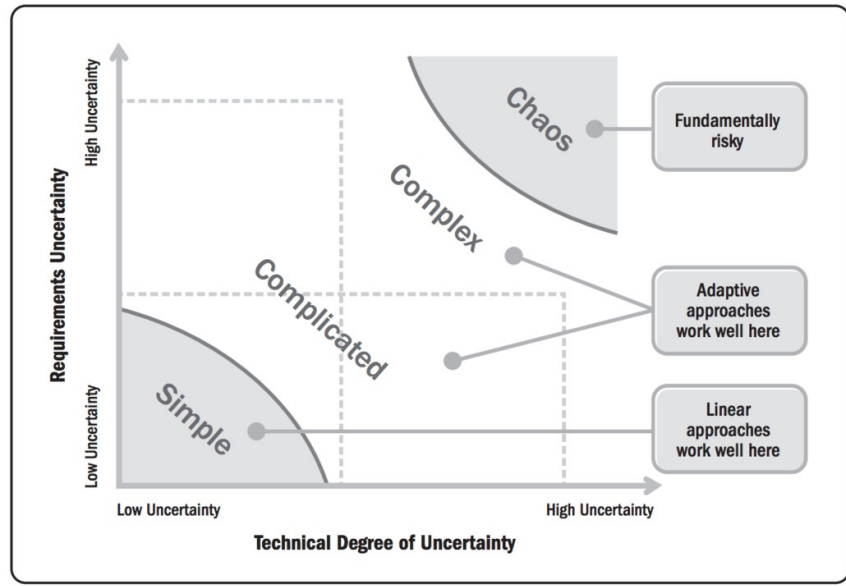 High Uncertainty
Requirements Uncertainty
Low Uncertainty
Chaos
Complex
Complicated
Simple
Fundamentally
risky
Adaptive
approaches
work well here
Linear
approaches
work well here
Low Uncertainty
High Uncertainty
Technical Degree of Uncertainty